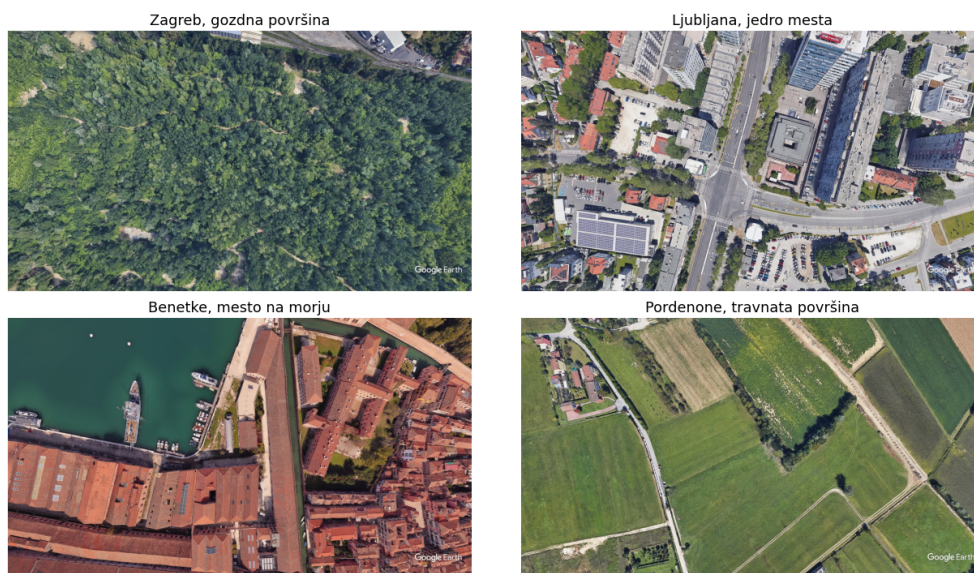 Zagreb, gozdna površina
Ljubljana, jedro mesta
Google Earth
Google Earth
Benetke, mesto na morju
Pordenone, travnata površina
Google Earth
Google Earth